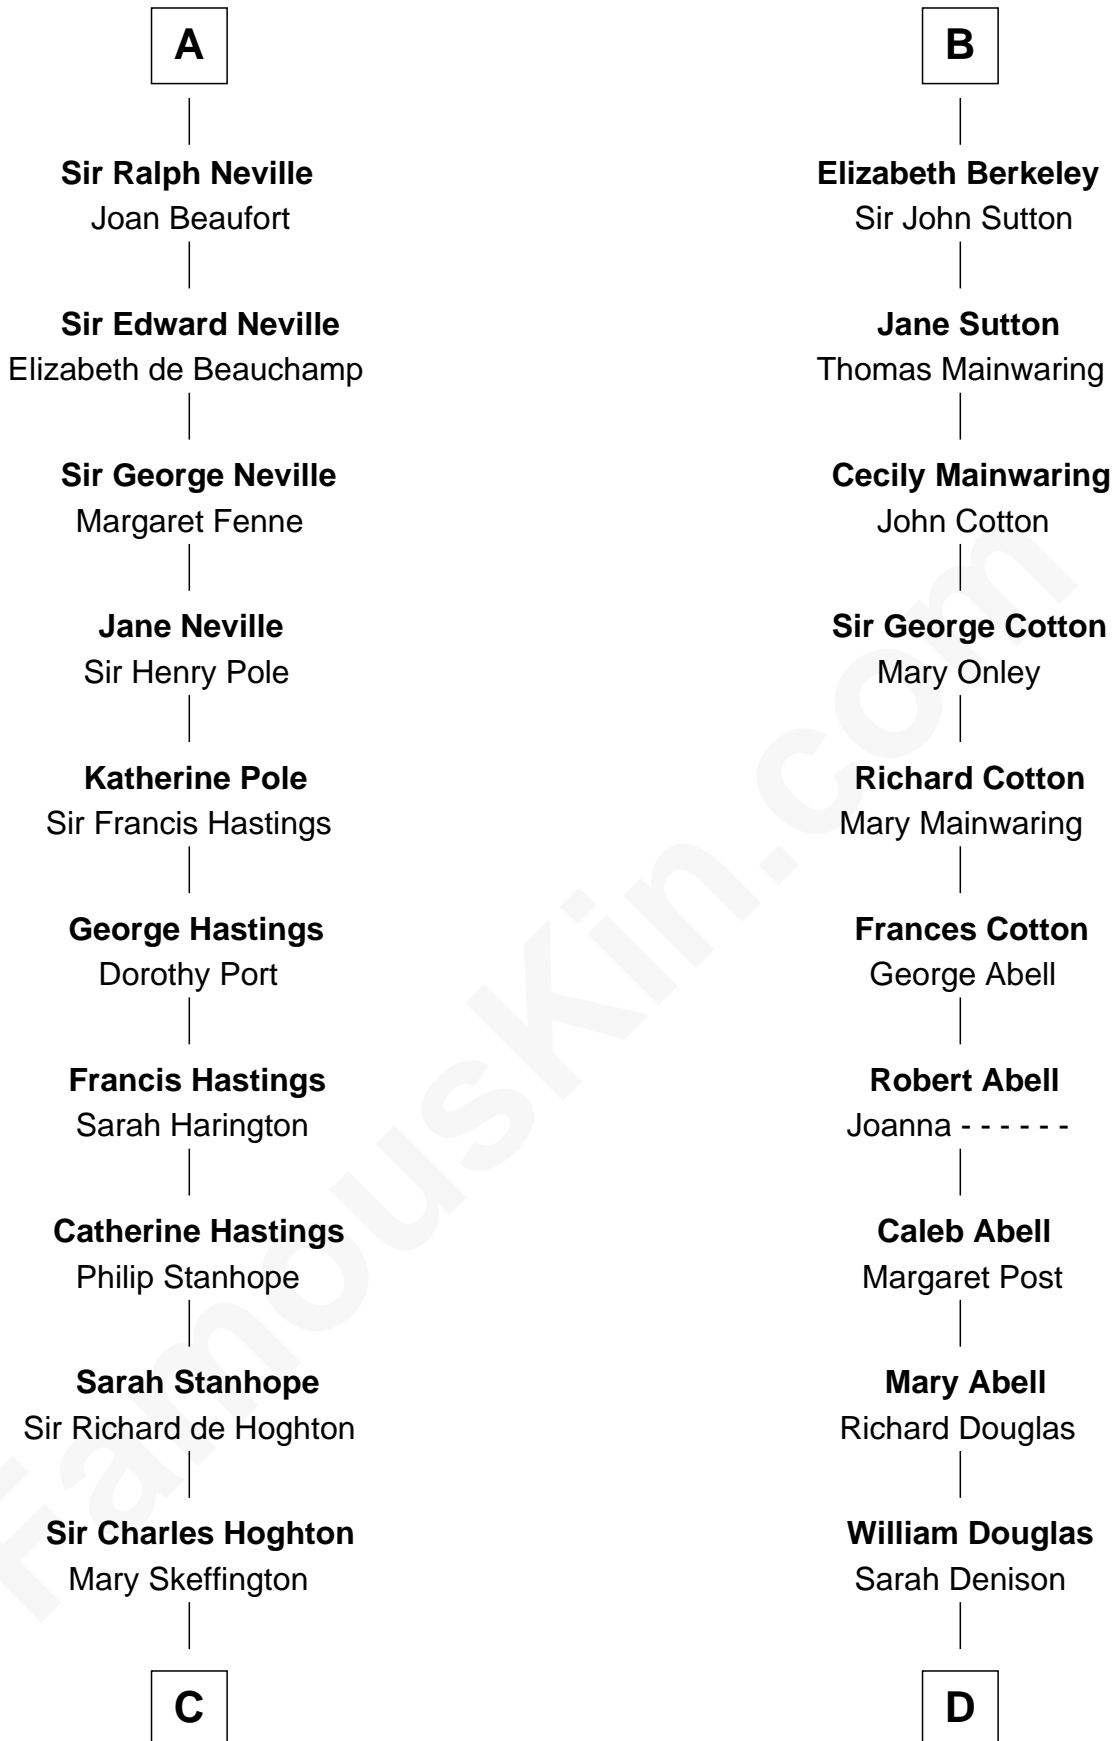 A
Sir Ralph Neville
Joan Beaufort
Sir Edward Neville
Elizabeth de Beauchamp
Sir George Neville
Margaret Fenne
Jane Neville
Sir Henry Pole
Katherine Pole
Sir Francis Hastings
George Hastings
Dorothy Port
Francis Hastings
Sarah Harington
Catherine Hastings
Philip Stanhope
Sarah Stanhope
Sir Richard de Hoghton
Sir Charles Hoghton
Mary Skeffington
C
B
Elizabeth Berkeley
Sir John Sutton
Jane Sutton
Thomas Mainwaring
Cecily Mainwaring
John Cotton
Sir George Cotton
Mary Onley
Richard Cotton
Mary Mainwaring
Frances Cotton
George Abell
Robert Abell
Joanna - - - - - -
Caleb Abell
Margaret Post
Mary Abell
Richard Douglas
William Douglas
Sarah Denison
D
FamousKin.com